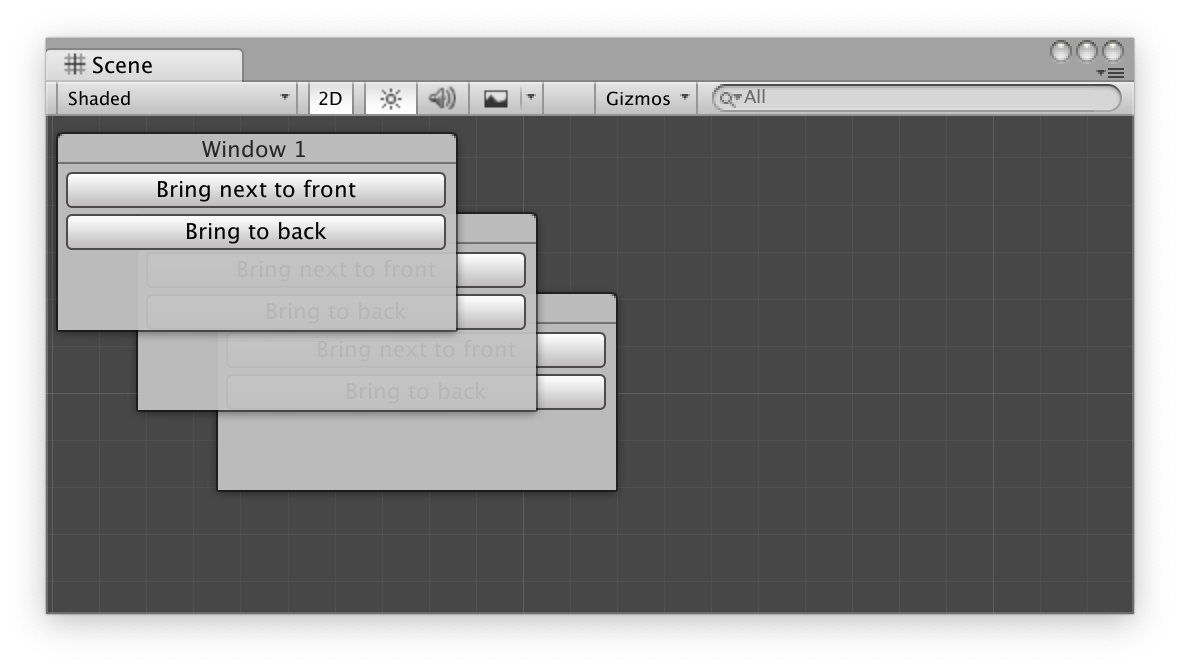 Scene
Shaded 2D Gizmos All
Window 1
Bring next to front
Bring to back
Bring next to front
Bring to back
Bring next to front
Bring to back